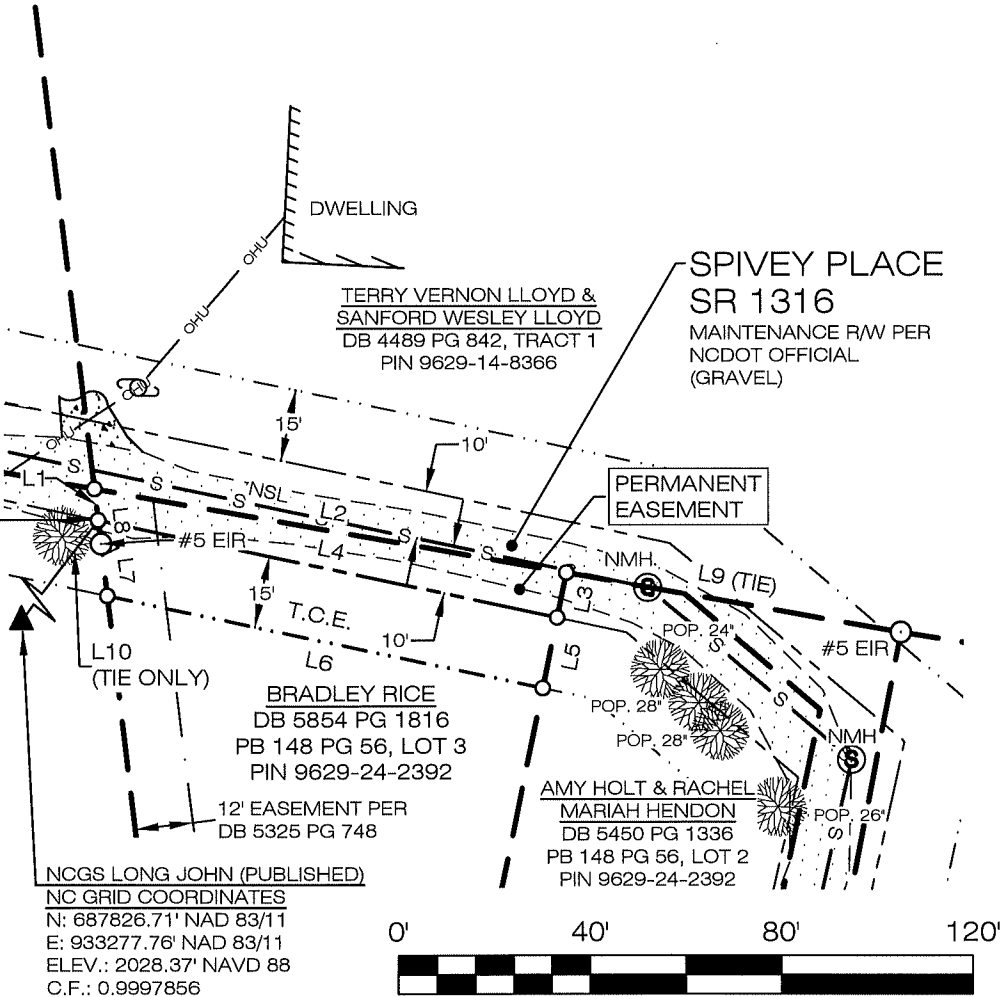 OHU
DWELLING
OHU
SPIVEY PLACE
SR 1316
MAINTENANCE R/W PER
NCDOT OFFICIAL
(GRAVEL)
TERRY VERNON LLOYD &
SANFORD WESLEY LLOYD
DB 4489 PG 842, TRACT 1
PIN 9629-14-8366
OHU
OHU
15'
10'
S
L1
S
NSL
S
L2
S
S
PERMANENT
EASEMENT
L8
#5 EIR
L4
NMH
S
L9 (TIE)
L7
15'
T.C.E.
10'
L3
POP. 24"
S
#5 EIR
L10
(TIE ONLY)
L6
L5
BRADLEY RICE
DB 5854 PG 1816
PB 148 PG 56, LOT 3
PIN 9629-24-2392
POP. 28"
S
POP. 28"
NMH
S
12' EASEMENT PER
DB 5325 PG 748
AMY HOLT & RACHEL
MARIAH HENDON
DB 5450 PG 1336
PB 148 PG 56, LOT 2
PIN 9629-24-2392
POP. 26"
S
NCGS LONG JOHN (PUBLISHED)
NC GRID COORDINATES
N: 687826.71' NAD 83/11
E: 933277.76' NAD 83/11
ELEV.: 2028.37' NAVD 88
C.F.: 0.9997856
0' 40' 80' 120'